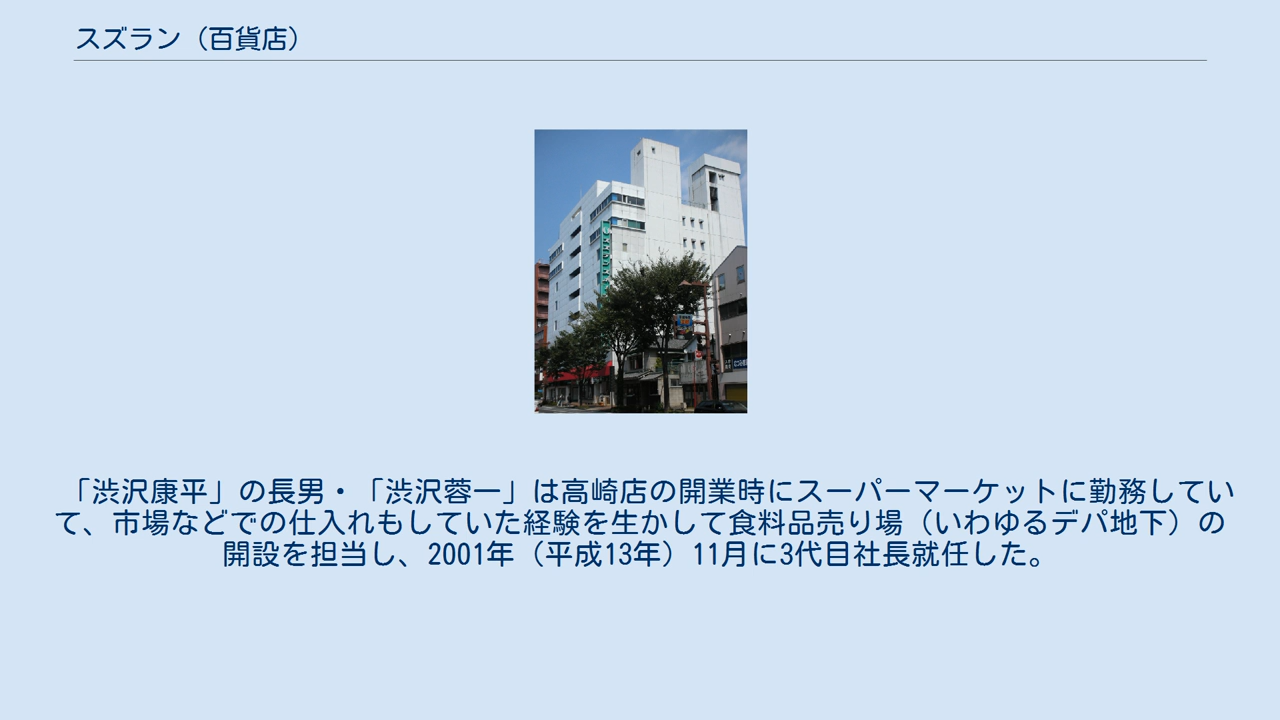 スズラン（百貨店）
「渋沢康平」の長男・「渋沢蓉一」は高崎店の開業時にスーパーマーケットに勤務してい
て、市場などでの仕入れもしていた経験を生かして食料品売り場（いわゆるデパ地下）の
開設を担当し、2001年（平成13年）11月に3代目社長就任した。